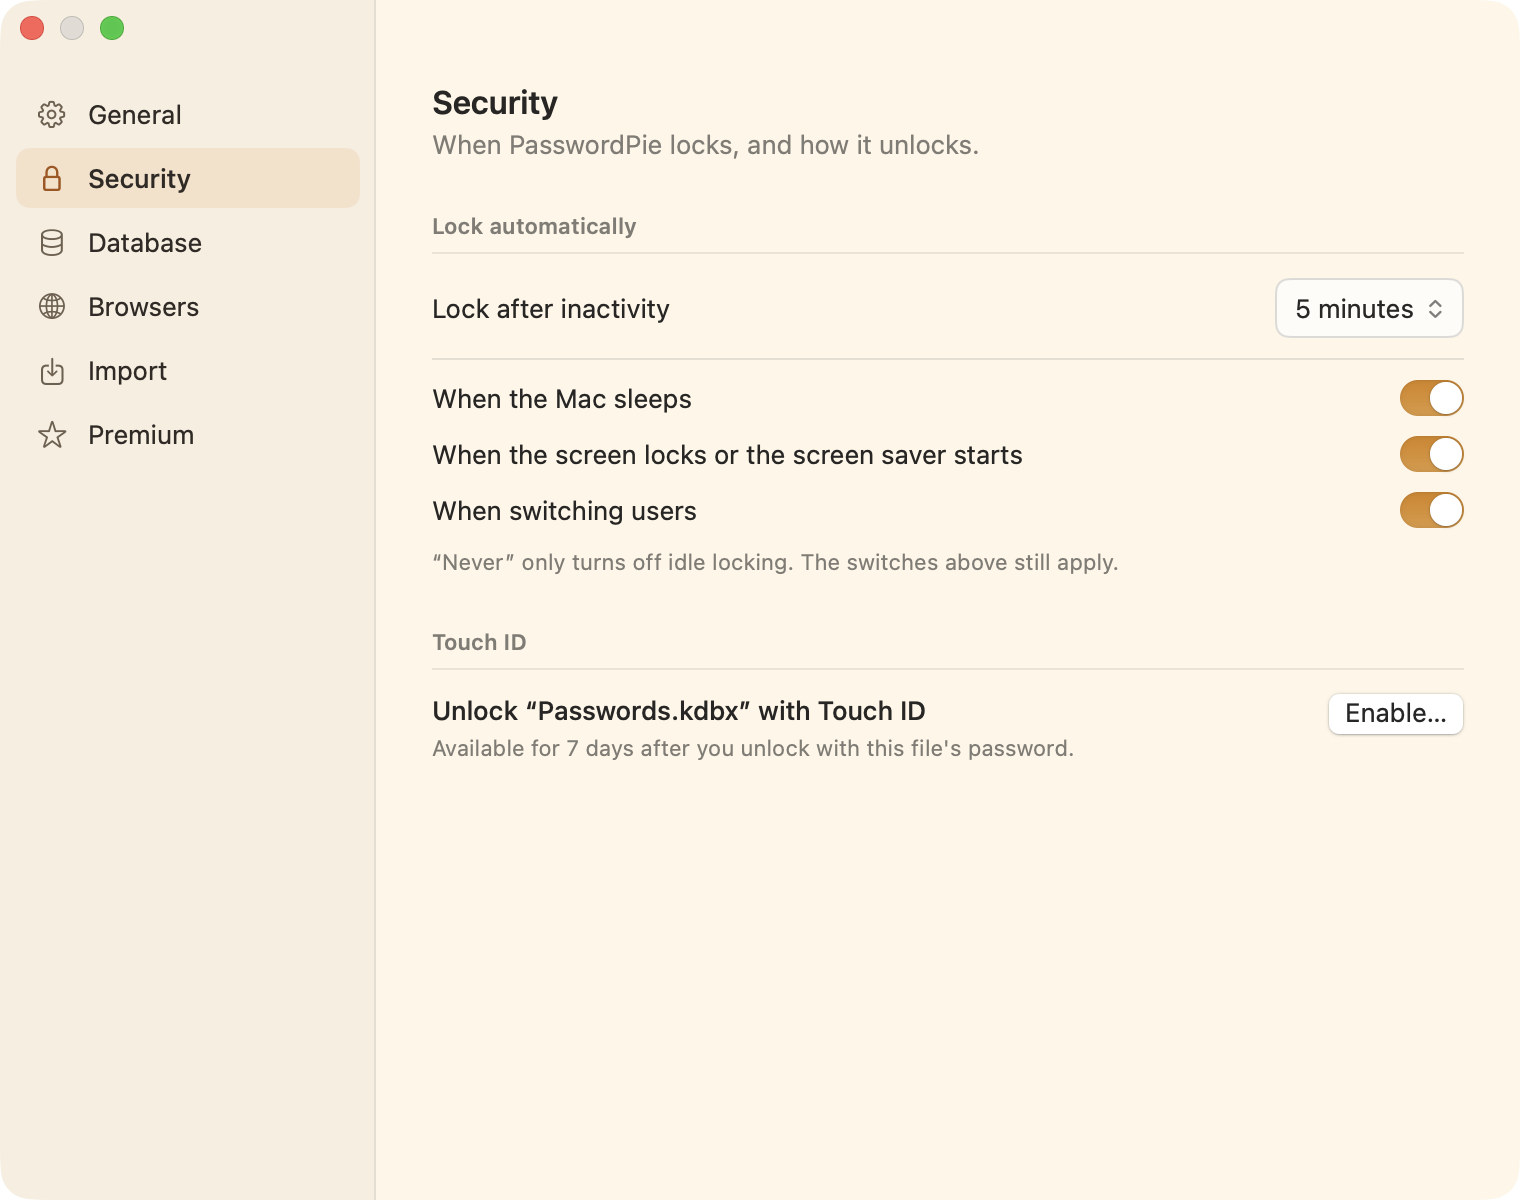 General
Security
Database
Browsers
Import
Premium
Security
When PasswordPie locks, and how it unlocks.
Lock automatically
Lock after inactivity
5 minutes
When the Mac sleeps
When the screen locks or the screen saver starts
When switching users
“Never” only turns off idle locking. The switches above still apply.
Touch ID
Unlock “Passwords.kdbx” with Touch ID
Enable...
Available for 7 days after you unlock with this file's password.